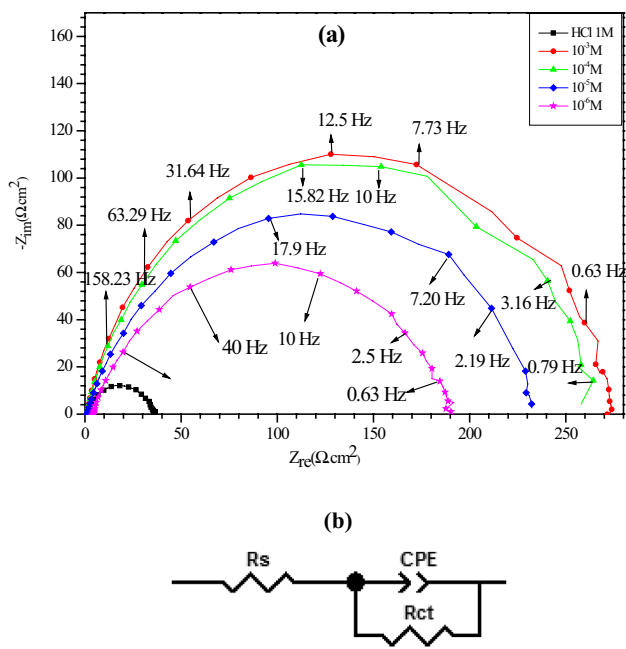 (a)
HCl 1M
10⁻³M
10⁻⁴M
10⁻⁵M
10⁻⁶M
160
140
120
100
80
60
40
20
0
-Zim(Ωcm²)
12.5 Hz
7.73 Hz
31.64 Hz
15.82 Hz
10 Hz
63.29 Hz
17.9 Hz
158.23 Hz
7.20 Hz
3.16 Hz
0.63 Hz
40 Hz
10 Hz
2.5 Hz
2.19 Hz
0.79 Hz
0.63 Hz
0 50 100 150 200 250
Zre(Ωcm²)
(b)
Rs
CPE
Rct